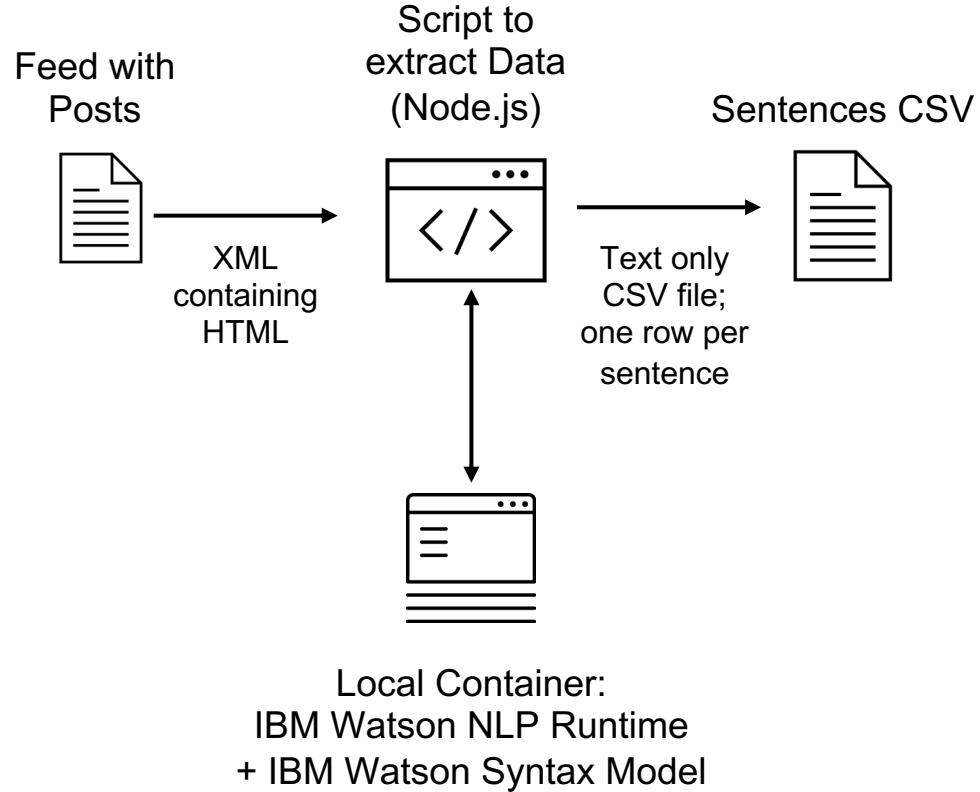 Feed with
Posts
Script to
extract Data
(Node.js)
Sentences CSV
</>
XML
containing
HTML
Text only
CSV file;
one row per
sentence
Local Container:
IBM Watson NLP Runtime
+ IBM Watson Syntax Model